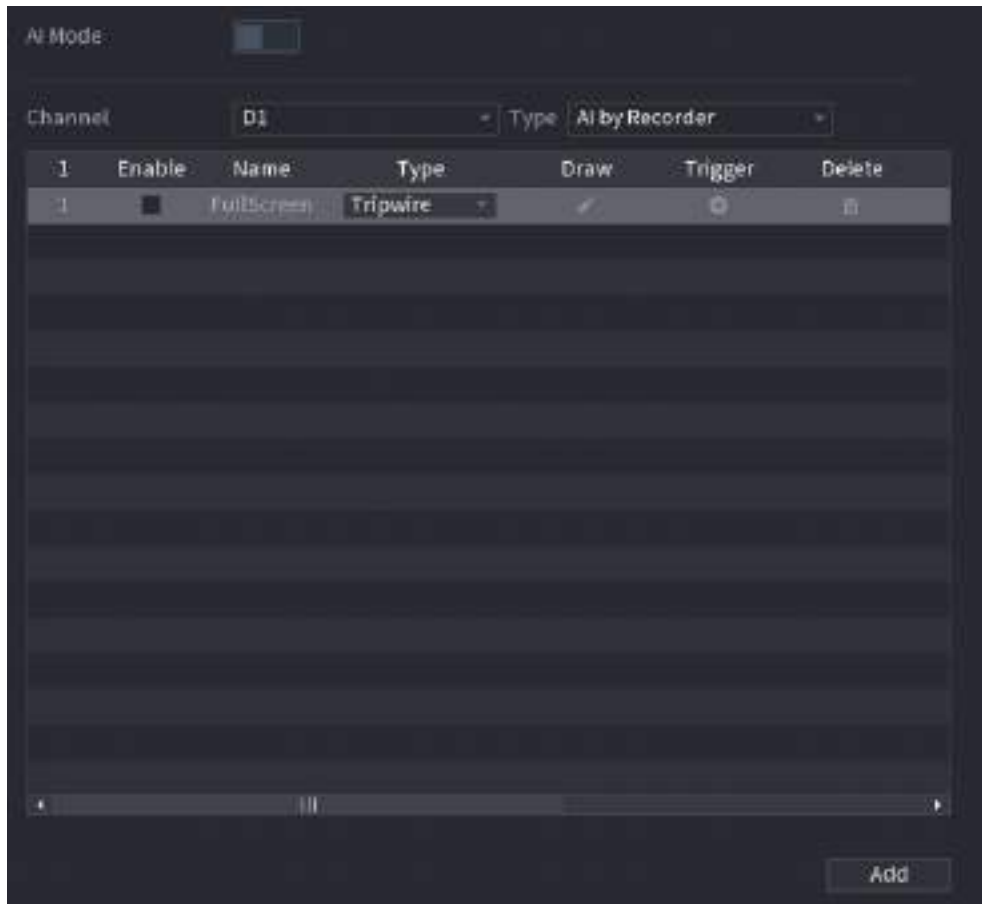 AI Mode
Channel D1 Type AI by Recorder
1 Enable Name Type Draw Trigger Delete
1 FullScreen Tripwire
Add